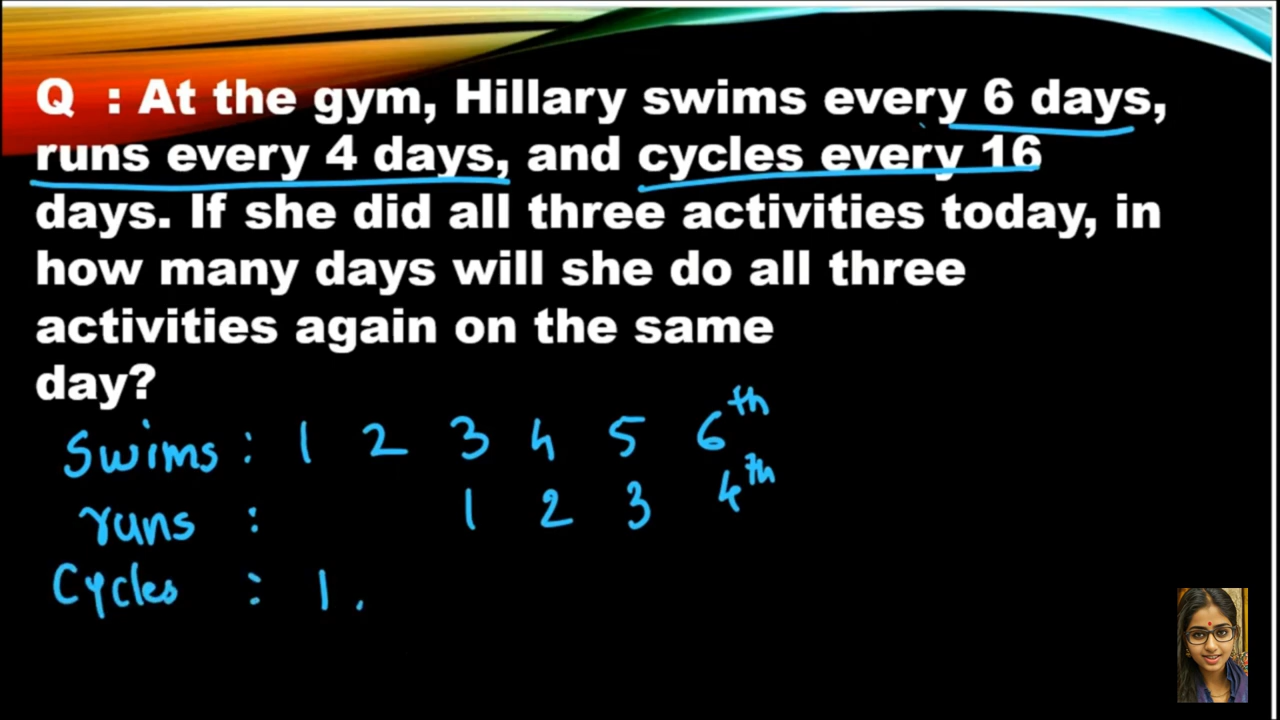 Q : At the gym, Hillary swims every 6 days,
runs every 4 days, and cycles every 16
days. If she did all three activities today, in
how many days will she do all three
activities again on the same
day?
Swims : 1 2 3 4 5 6th
runs : 1 2 3 4th
Cycles : 1 .